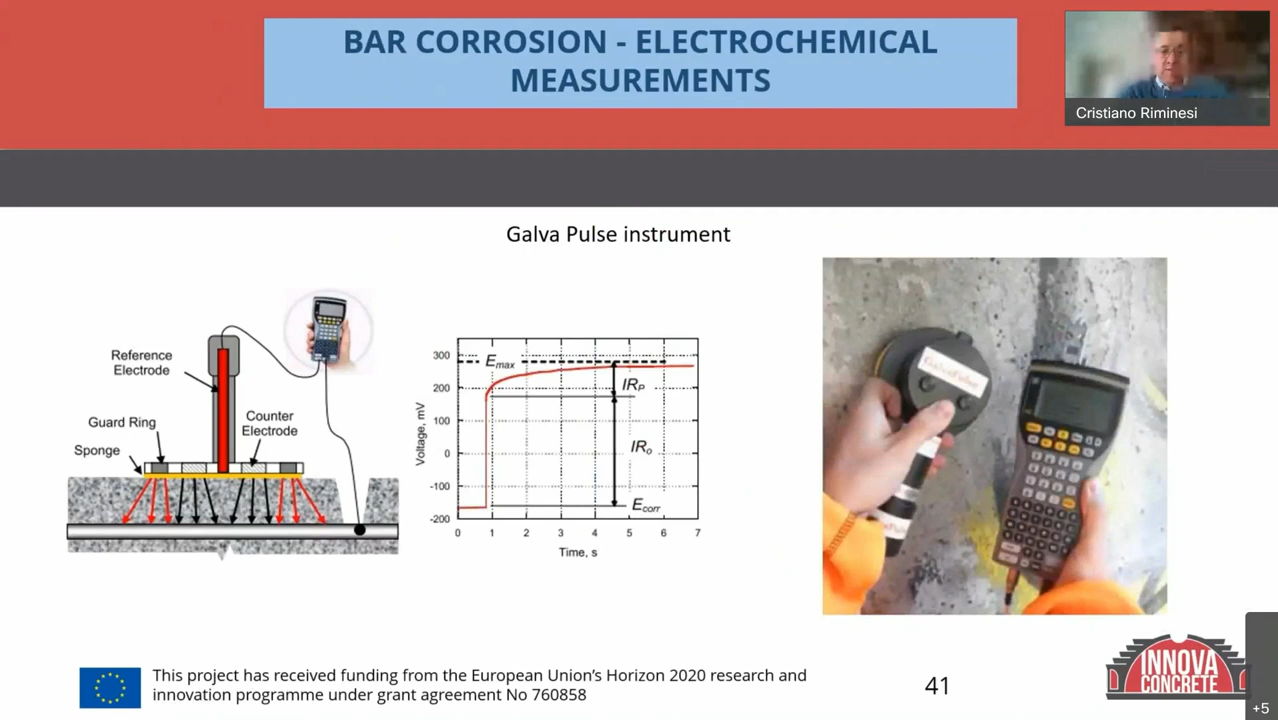 BAR CORROSION - ELECTROCHEMICAL
MEASUREMENTS
Cristiano Riminesi
Galva Pulse instrument
Reference
Electrode
Guard Ring
Counter
Electrode
Sponge
Voltage, mV
300
200
100
0
-100
-200
Emax
IRP
IRo
Ecorr
0 1 2 3 4 5 6 7
Time, s
This project has received funding from the European Union’s Horizon 2020 research and
innovation programme under grant agreement No 760858
41
INNOVA
CONCRETE
+5